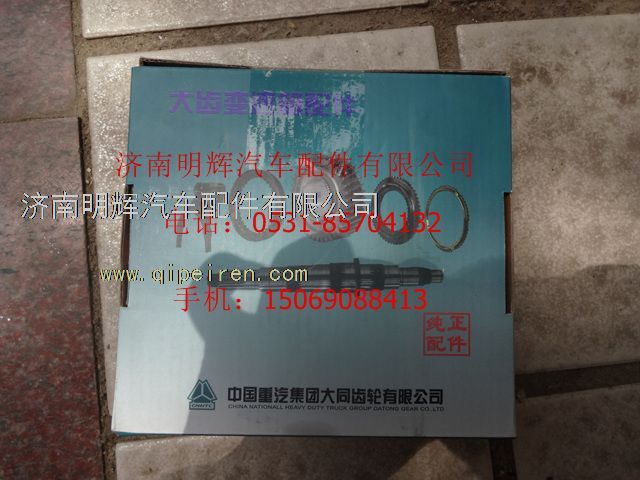 大齿变速箱配件
济南明辉汽车配件有限公司
济南明辉汽车配件有限公司
电话：0531-85704132
www.qipeiren.com
手机：15069088413
纯正
配件
CNHTC
中国重汽集团大同齿轮有限公司
CHINA NATIONALL HEAVY DUTY TRUCK GROUP DATONG GEAR CO.,LTD